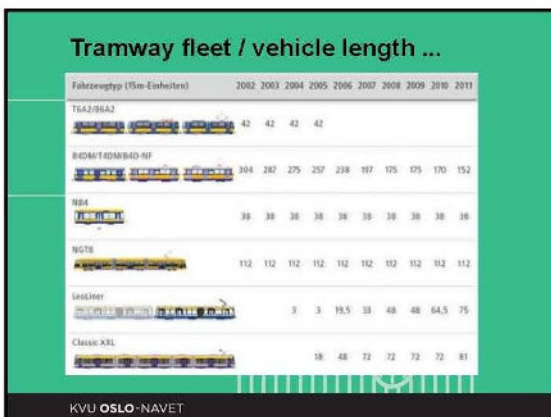 Tramway fleet / vehicle length ...
Fahrzeugtyp (15m-Einheiten) 2002 2003 2004 2005 2006 2007 2008 2009 2010 2011
T6A2/B6A2
42 42 42 42
B4DM/T4DM/B4D-NF
304 287 275 257 238 197 175 175 170 152
NB4
38 38 38 38 38 38 38 38 38 38
NGT8
112 112 112 112 112 112 112 112 112 112
LeoLiner
3 3 19,5 33 48 48 64,5 75
Classic XXL
18 48 72 72 72 72 81
KVU OSLO-NAVET